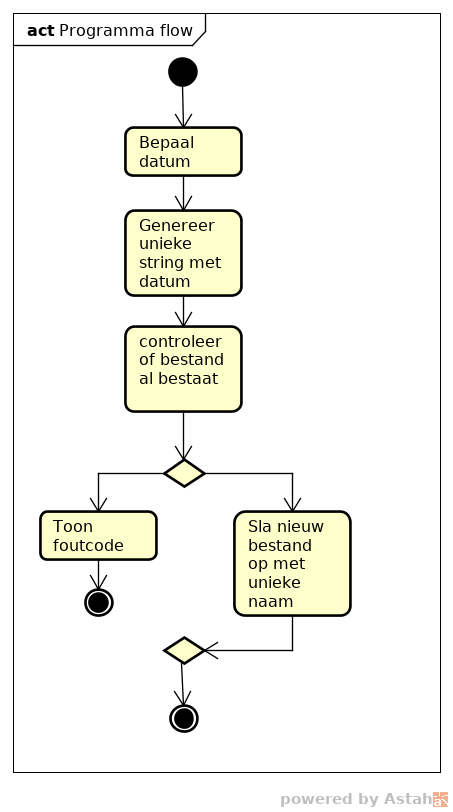 act Programma flow
Bepaal
datum
Genereer
unieke
string met
datum
controleer
of bestand
al bestaat
Toon
foutcode
Sla nieuw
bestand
op met
unieke
naam
powered by Astah